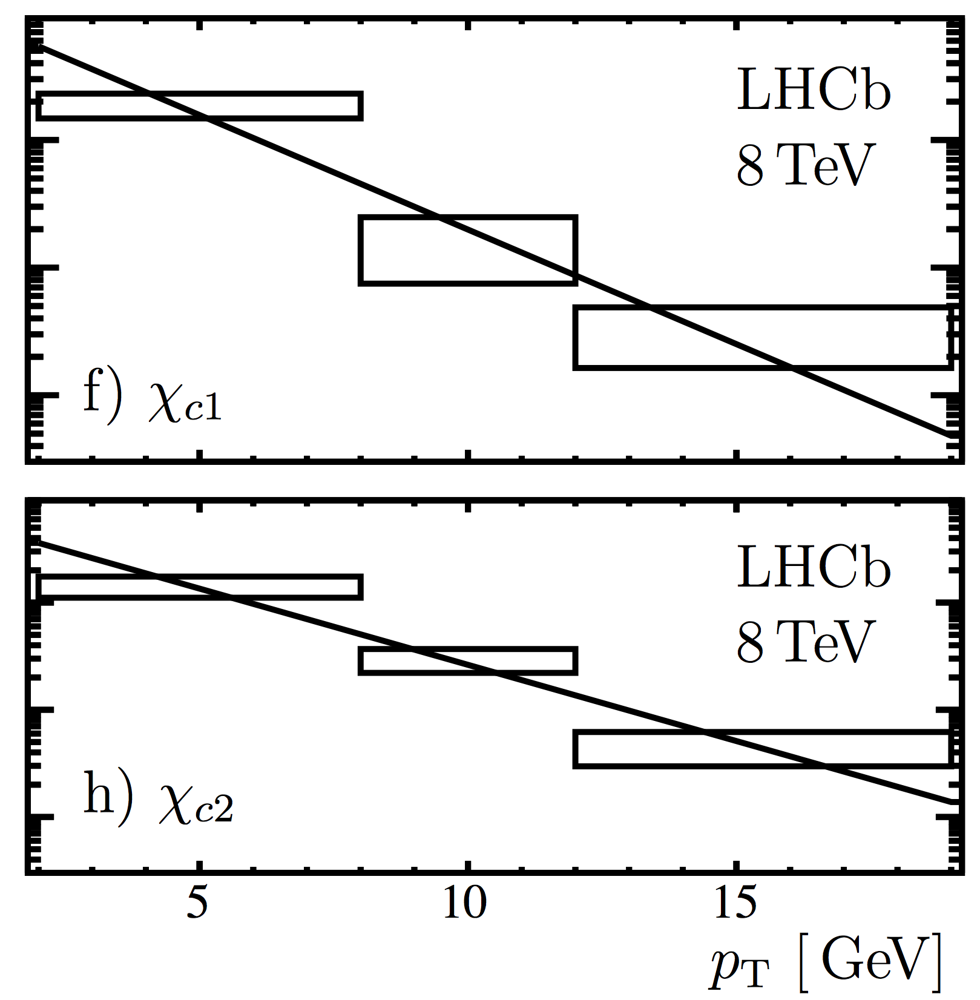 LHCb
8 TeV
f) χc1
LHCb
8 TeV
h) χc2
5 10 15
pT [ GeV]